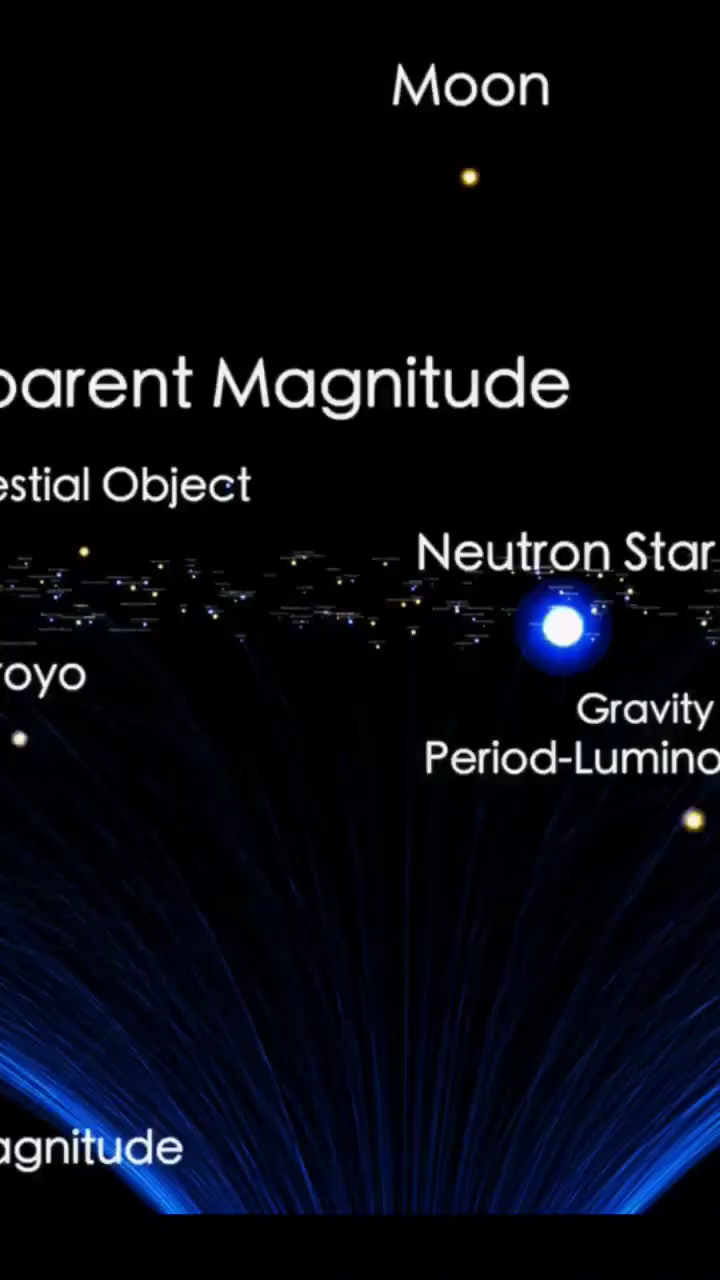 Moon
parent Magnitude
estial Object
Neutron Star
royo
Gravity
Period-Lumino
agnitude